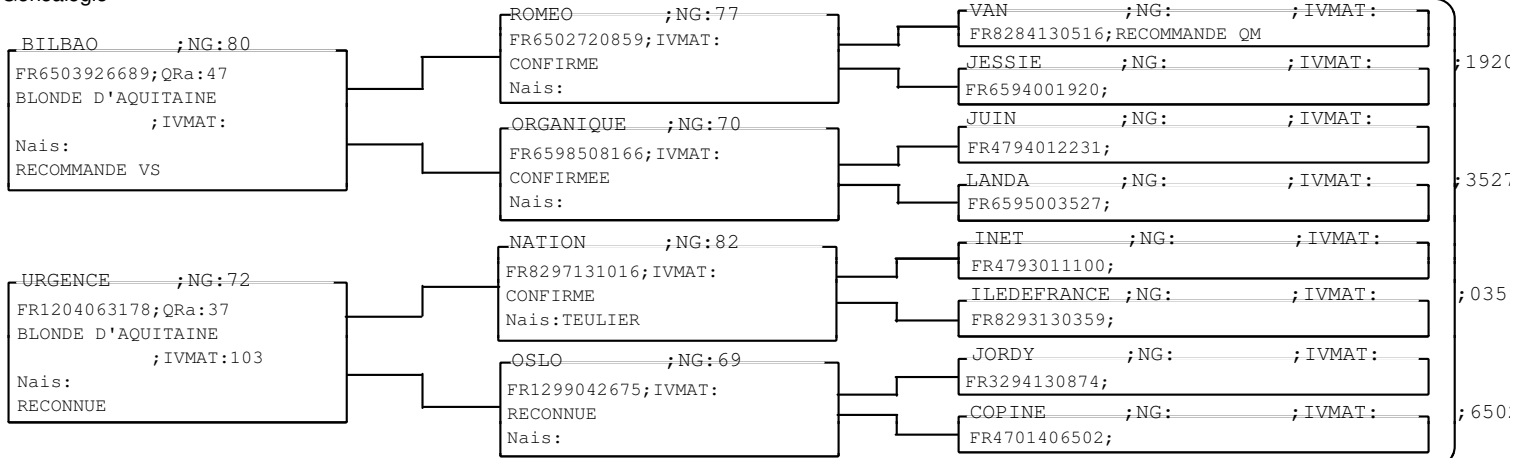 Généalogie
BILBAO ;NG:80
FR6503926689;QRa:47
BLONDE D'AQUITAINE
;IVMAT:
Nais:
RECOMMANDE VS
URGENCE ;NG:72
FR1204063178;QRa:37
BLONDE D'AQUITAINE
;IVMAT:103
Nais:
RECONNUE
ROMEO ;NG:77
FR6502720859;IVMAT:
CONFIRME
Nais:
ORGANIQUE ;NG:70
FR6598508166;IVMAT:
CONFIRMEE
Nais:
NATION ;NG:82
FR8297131016;IVMAT:
CONFIRME
Nais:TEULIER
OSLO ;NG:69
FR1299042675;IVMAT:
RECONNUE
Nais:
VAN ;NG: ;IVMAT:
FR8284130516;RECOMMANDE QM
JESSIE ;NG: ;IVMAT:
FR6594001920;
JUIN ;NG: ;IVMAT:
FR4794012231;
LANDA ;NG: ;IVMAT:
FR6595003527;
INET ;NG: ;IVMAT:
FR4793011100;
ILEDEFRANCE ;NG: ;IVMAT:
FR8293130359;
JORDY ;NG: ;IVMAT:
FR3294130874;
COPINE ;NG: ;IVMAT:
FR4701406502;
;1920
;3527
;035
;650